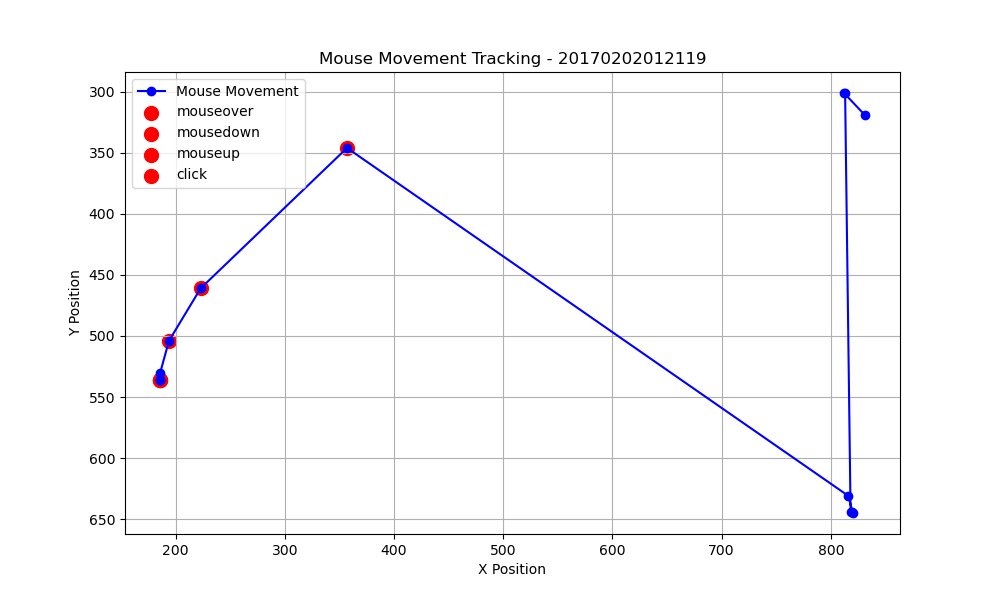 Mouse Movement Tracking - 20170202012119
Mouse Movement
mouseover
mousedown
mouseup
click
Y Position
300
350
400
450
500
550
600
650
200 300 400 500 600 700 800
X Position